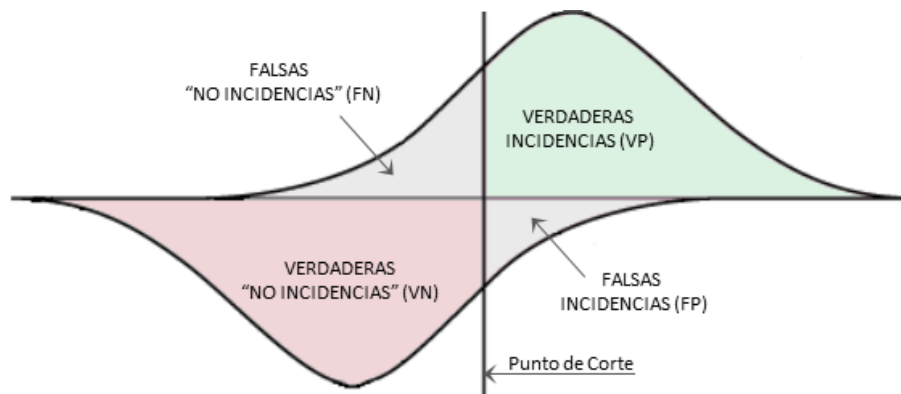 FALSAS
“NO INCIDENCIAS” (FN)
VERDADERAS
INCIDENCIAS (VP)
VERDADERAS
“NO INCIDENCIAS” (VN)
FALSAS
INCIDENCIAS (FP)
Punto de Corte